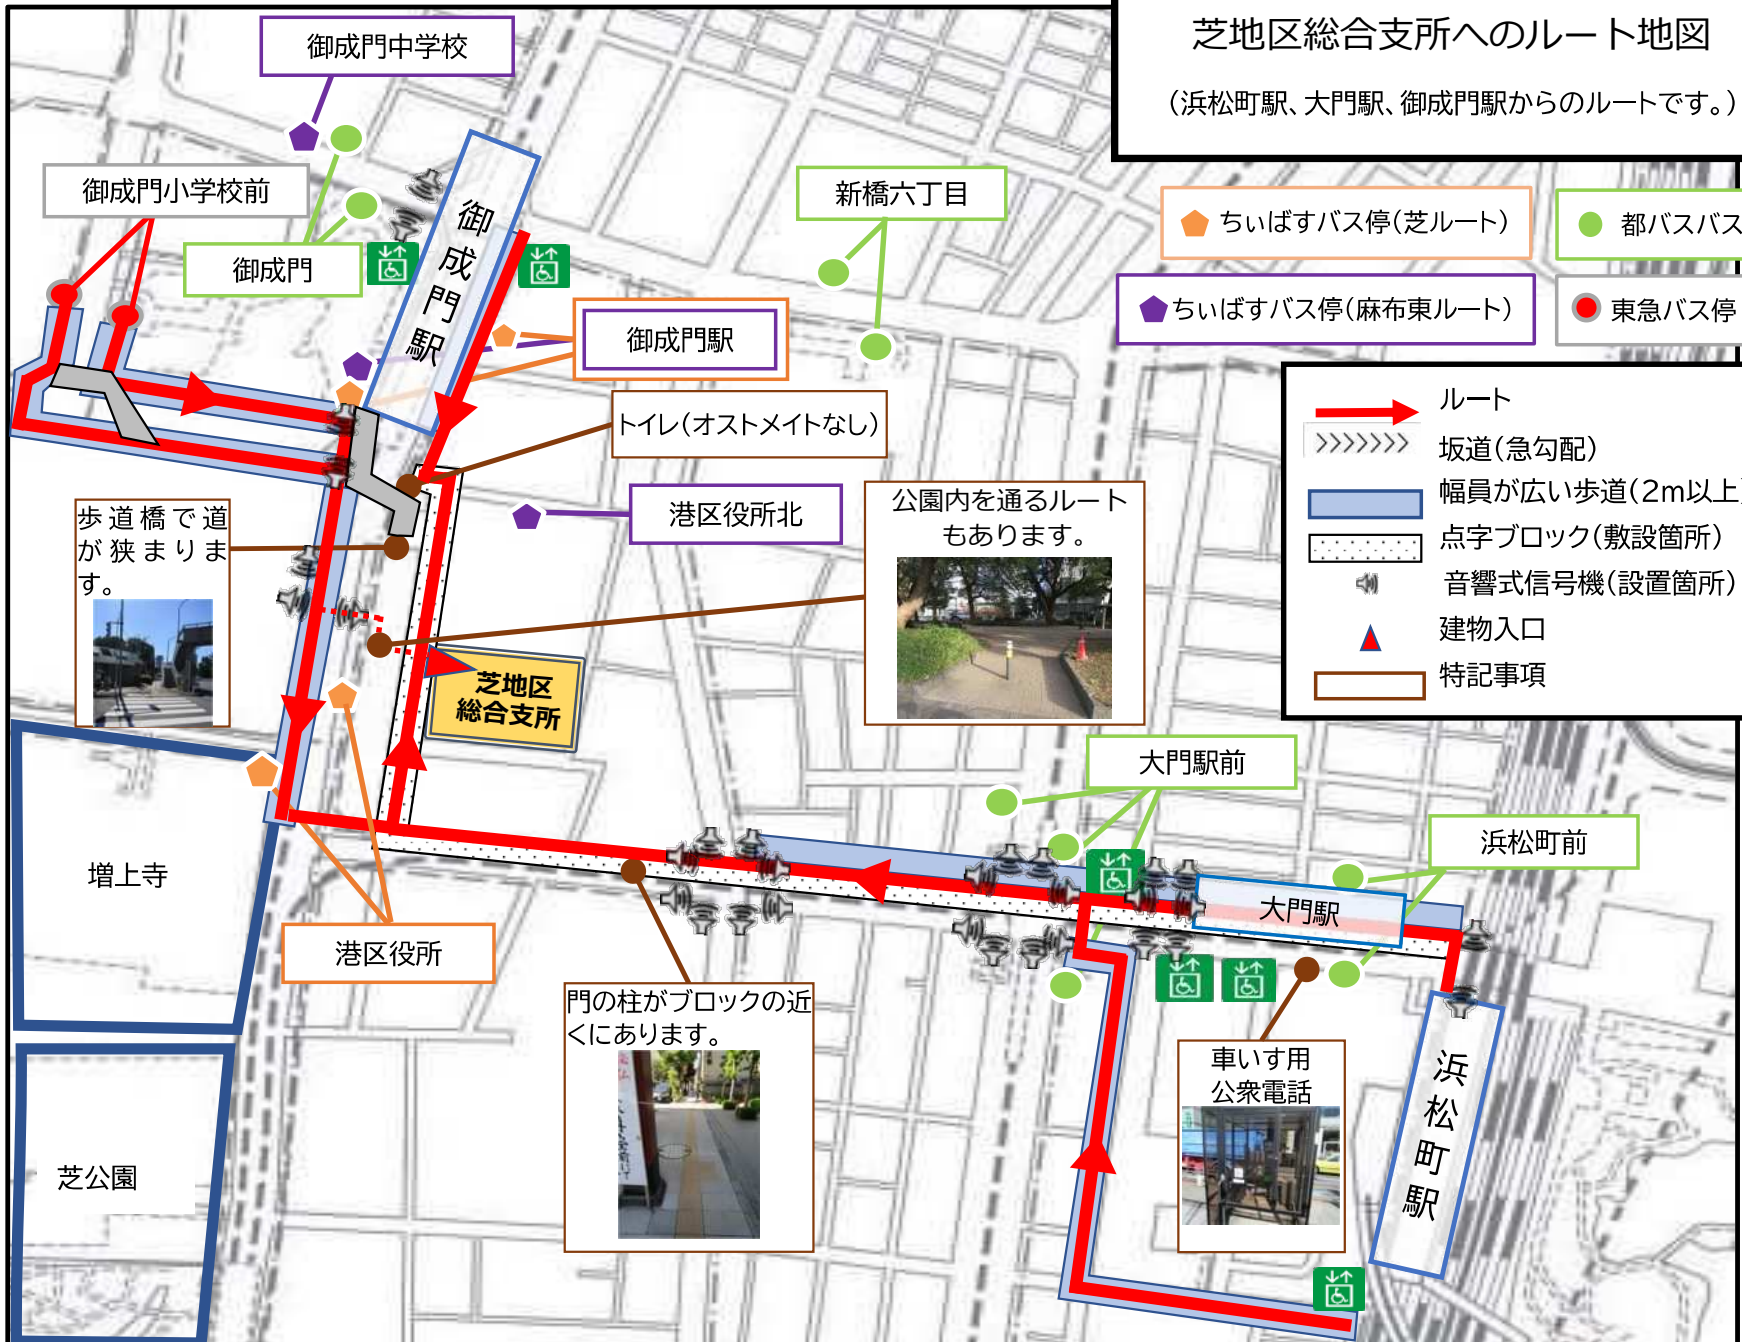 芝地区総合支所へのルート地図
（浜松町駅、大門駅、御成門駅からのルートです。）
御成門中学校
御成門小学校前
御成門
御成門駅
新橋六丁目
ちぃばすバス停（芝ルート）
都バスバス
ちぃばすバス停（麻布東ルート）
東急バス停
御成門駅
トイレ（オストメイトなし）
ルート
坂道（急勾配）
幅員が広い歩道（2m以上）
点字ブロック（敷設箇所）
音響式信号機（設置箇所）
建物入口
特記事項
港区役所北
公園内を通るルート
もあります。
歩道橋で道
が狭まりま
す。
芝地区
総合支所
大門駅前
浜松町前
増上寺
大門駅
港区役所
門の柱がブロックの近
くにあります。
車いす用
公衆電話
浜松町駅
芝公園